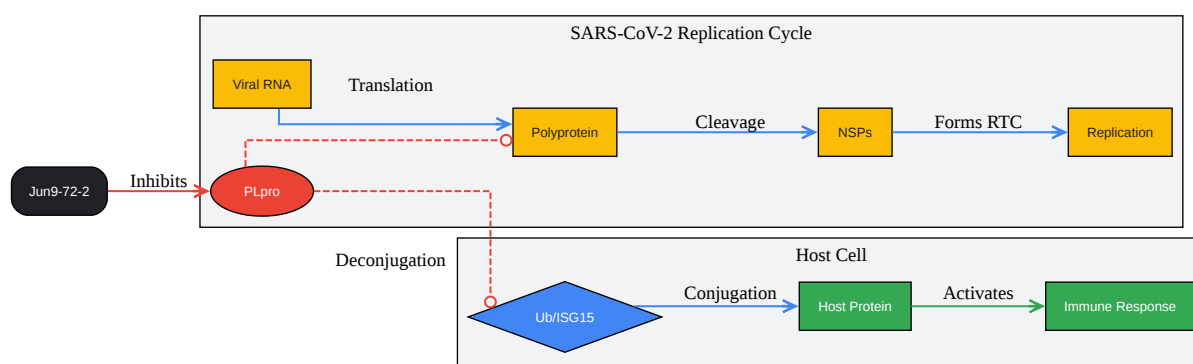 SARS-CoV-2 Replication Cycle
Viral RNA
Translation
Polyprotein
Cleavage
NSPs
Forms RTC
Replication
Jun9-72-2
Inhibits
PLpro
Deconjugation
Host Cell
Ub/ISG15
Conjugation
Host Protein
Activates
Immune Response